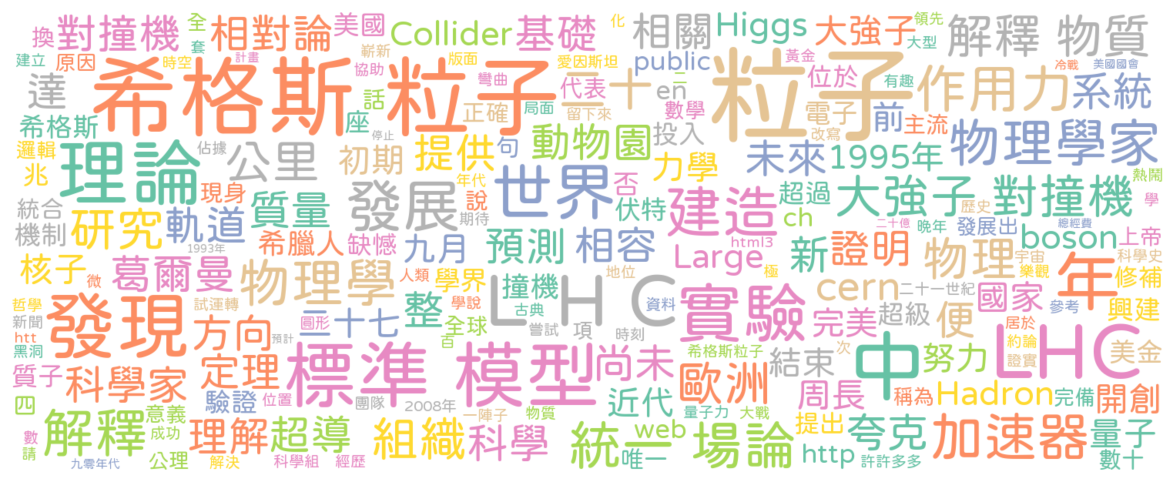 換 對撞機 全 相對論 美國 Collider 化 版面 基礎 相關 Higgs 大強子 領先 大型 解釋 物質
建立 原因 套 時空 計畫 嶄新 協助 彎曲 愛因斯坦 代表 public 黃金 位於 有趣 冷戰 美國國會
達 希格斯 粒子 二十 en 二 粒子 作用力 系統
希格斯 話 座 正確 局面 留下來 數學 電子 改寫 前 主流
邏輯 兆 佔據 初期 停止 提供 句 動物園 投入 未來 1995年 物理學家 熱鬧
理論 公里 現身 年代 說 力學 否 超過 大強子 對撞機 學
統合 機制 研究 軌道 質量 發展 期待 世界 伏特 建造 ch 二十億 歷史 晚年 發展出 總經費 上帝
1993年 希臘人 缺憾 九月 預測 相容 Large html3 新 證明 boson 宇宙 科學史
核子 微 葛爾曼 物理學 人類 學界 撞機 地位 極 物理 樂觀 修補
哲學 試運轉 圓形 學說 古典 LHC 資料 實驗 cern 二十一世紀 國家 參考 興建 年
新聞 htt 黑洞 發現 方向 預計 二十七 整 全球 百 嘗試 項 時刻 完美 超級 便 居於 約論 證實 美金 LHC
質子 科學家 定理 標準 模型 尚未 希格斯粒子 結束 次 中 努力
四 驗證 位置 團隊 2008年 一陣子 物質 近代 歐洲 量子力 大戰 周長 稱為 Hadron 完備 開創
數 請 解釋 意義 成功 理解 超導 組織 科學 統一 web 場論 提出 夸克 加速器 量子
九零年代 公理 解決 科學組 經歷 唯一 http 許許多多 數十